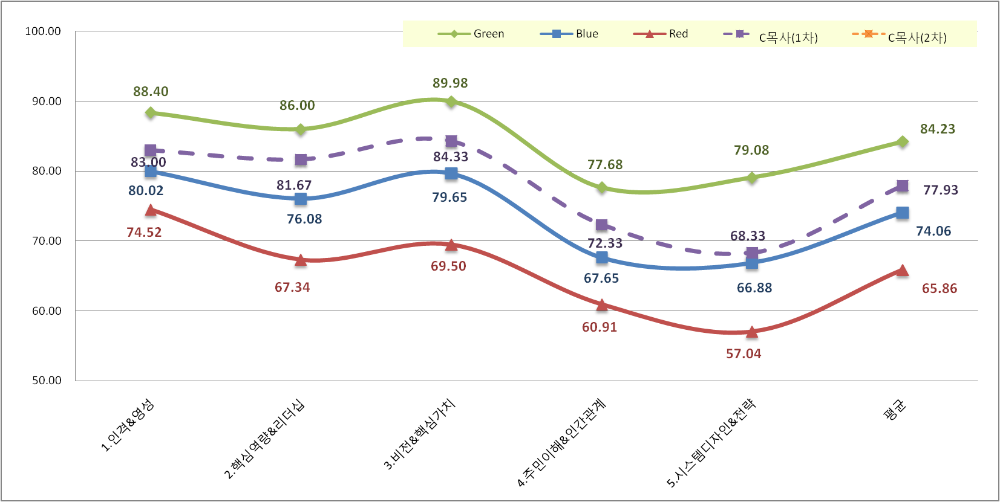 Green Blue Red C목사(1차) C목사(2차)
100.00
90.00
80.00
70.00
60.00
50.00
88.40 86.00 89.98 77.68 79.08 84.23
83.00 81.67 84.33 72.33 68.33 77.93
80.02 76.08 79.65 67.65 66.88 74.06
74.52 67.34 69.50 60.91 57.04 65.86
1.인격&영성
2.핵심역량&리더십
3.비전&핵심가치
4.주민이해&인간관계
5.시스템디자인&전략
평균